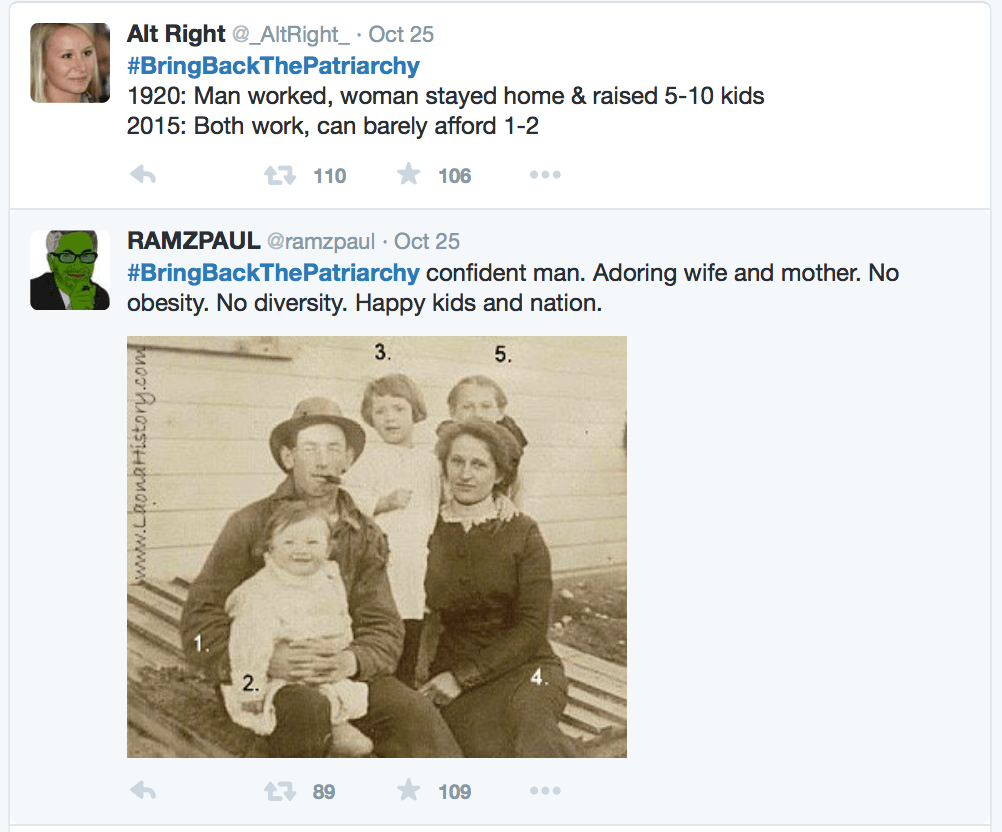 Alt Right @_AltRight_ · Oct 25
#BringBackThePatriarchy
1920: Man worked, woman stayed home & raised 5-10 kids
2015: Both work, can barely afford 1-2
110 106
RAMZPAUL @ramzpaul · Oct 25
#BringBackThePatriarchy confident man. Adoring wife and mother. No
obesity. No diversity. Happy kids and nation.
www.LaonaHistory.com
3. 5.
1.
2.
4.
89 109